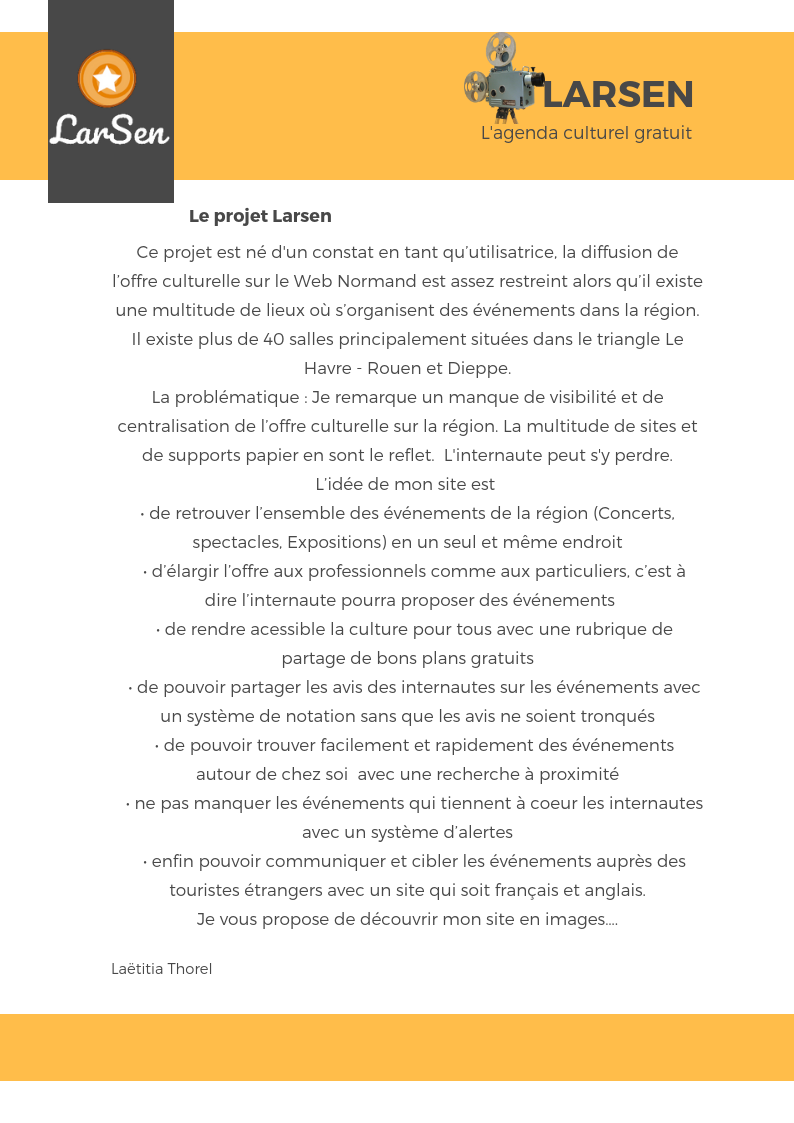 LarSen
LARSEN
L'agenda culturel gratuit
Le projet Larsen
Ce projet est né d'un constat en tant qu’utilisatrice, la diffusion de
l’offre culturelle sur le Web Normand est assez restreint alors qu’il existe
une multitude de lieux où s’organisent des événements dans la région.
Il existe plus de 40 salles principalement situées dans le triangle Le
Havre - Rouen et Dieppe.
La problématique : Je remarque un manque de visibilité et de
centralisation de l’offre culturelle sur la région. La multitude de sites et
de supports papier en sont le reflet.  L'internaute peut s'y perdre.
L’idée de mon site est
• de retrouver l’ensemble des événements de la région (Concerts,
spectacles, Expositions) en un seul et même endroit
• d’élargir l’offre aux professionnels comme aux particuliers, c’est à
dire l’internaute pourra proposer des événements
• de rendre acessible la culture pour tous avec une rubrique de
partage de bons plans gratuits
• de pouvoir partager les avis des internautes sur les événements avec
un système de notation sans que les avis ne soient tronqués
• de pouvoir trouver facilement et rapidement des événements
autour de chez soi  avec une recherche à proximité
• ne pas manquer les événements qui tiennent à coeur les internautes
avec un système d’alertes
• enfin pouvoir communiquer et cibler les événements auprès des
touristes étrangers avec un site qui soit français et anglais.
Je vous propose de découvrir mon site en images....
Laëtitia Thorel